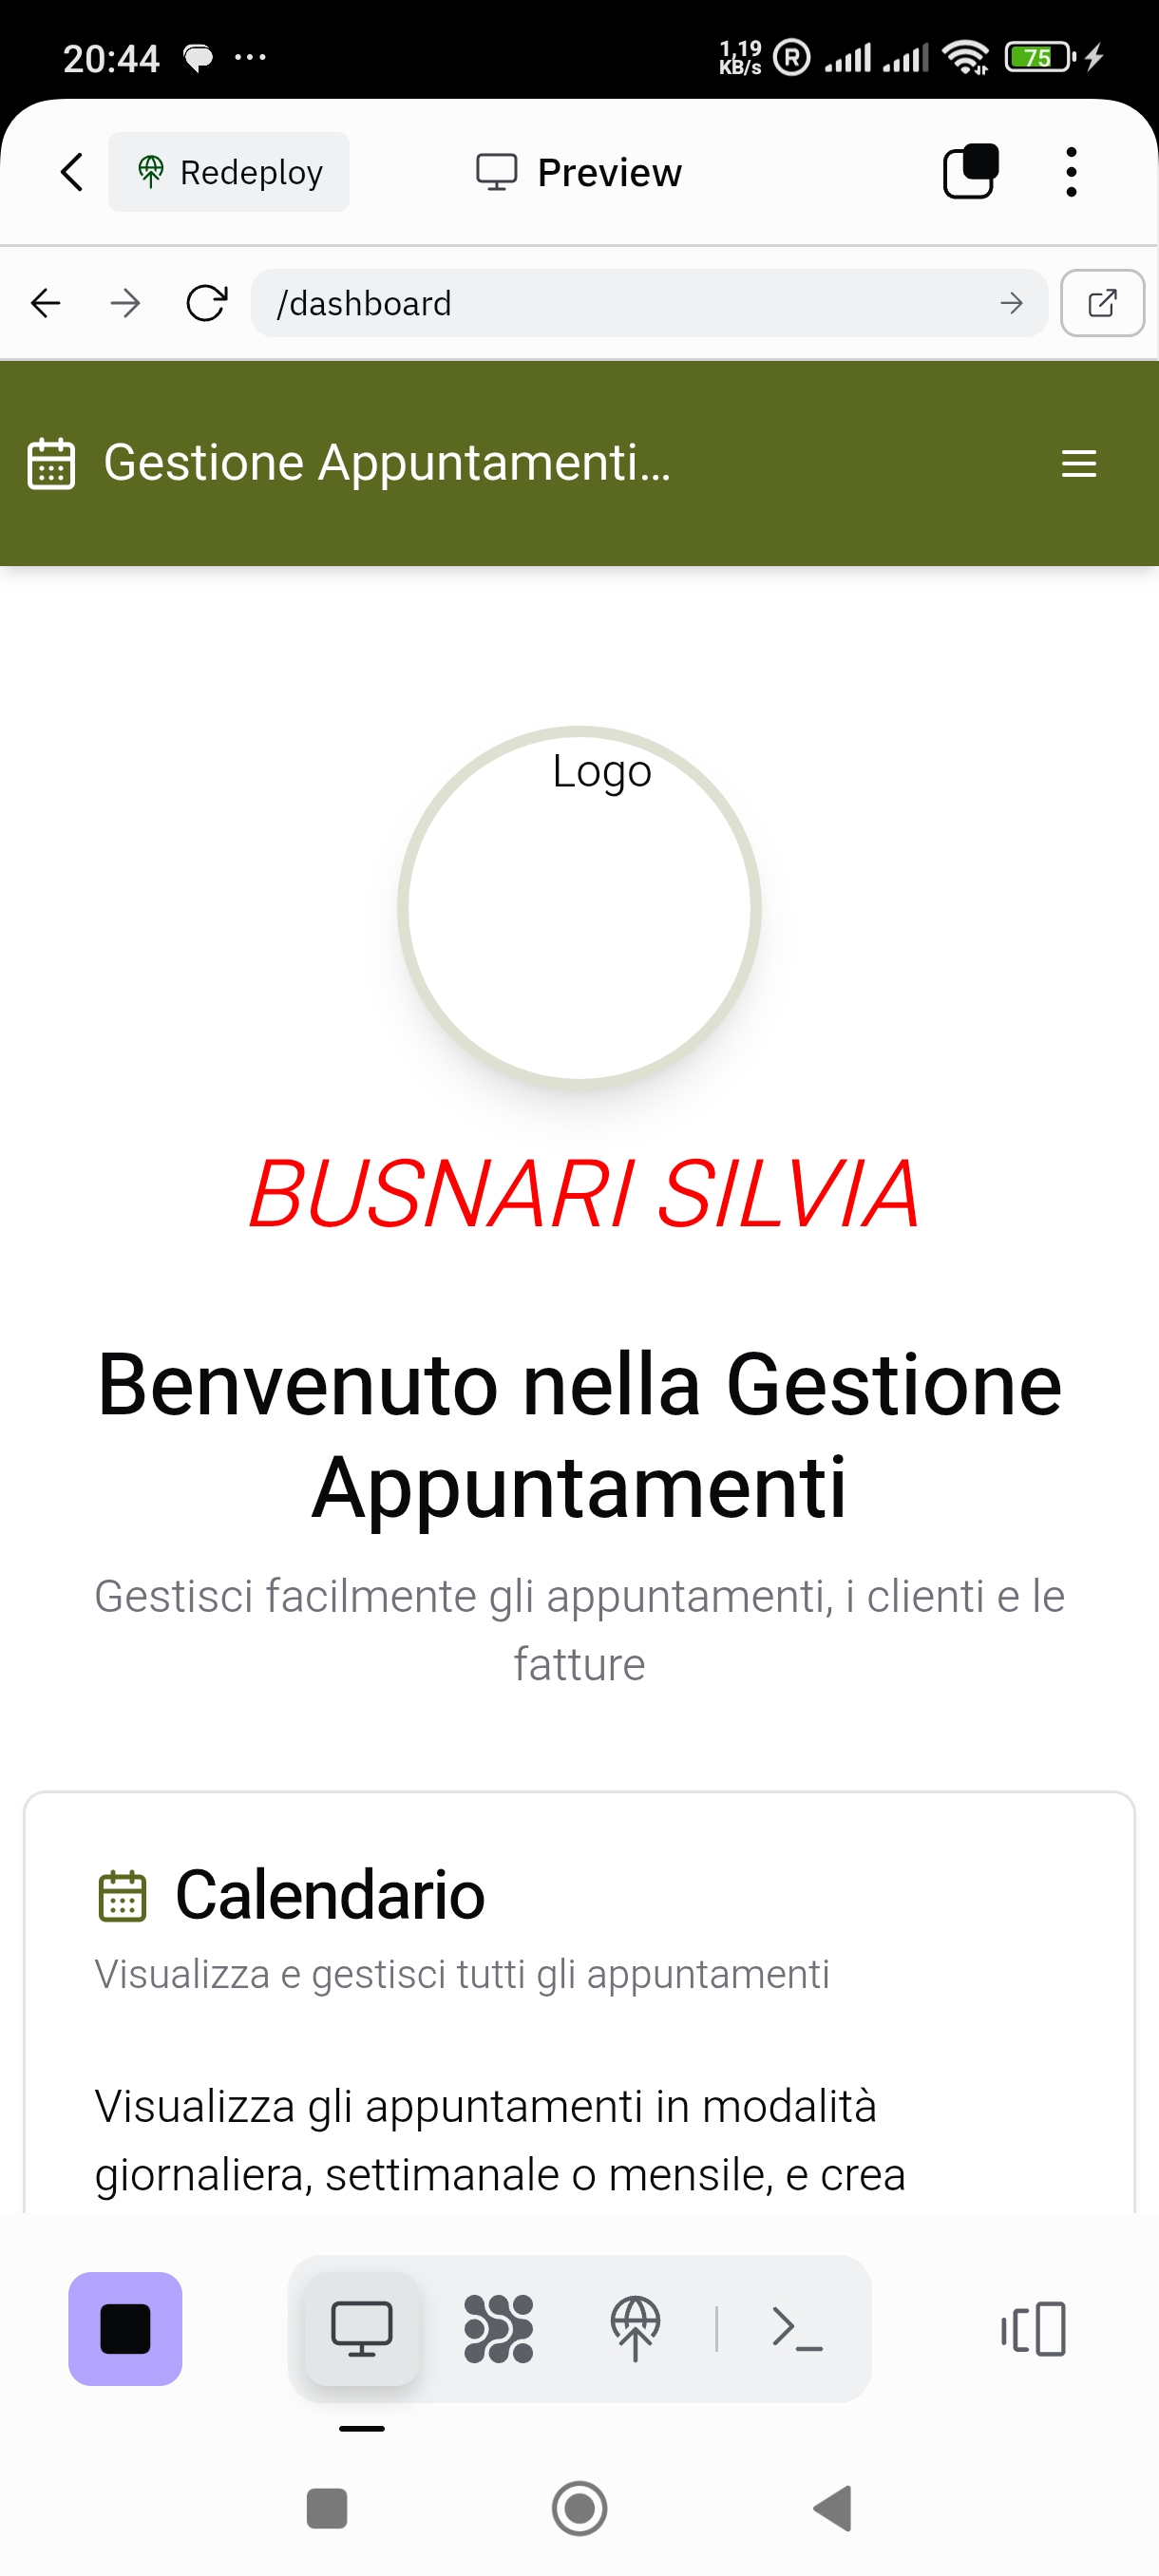 20:44 ... 1,19 KB/s R 75
Redeploy Preview
/dashboard
Gestione Appuntamenti...
Logo
BUSNARI SILVIA
Benvenuto nella Gestione
Appuntamenti
Gestisci facilmente gli appuntamenti, i clienti e le
fatture
Calendario
Visualizza e gestisci tutti gli appuntamenti
Visualizza gli appuntamenti in modalità
giornaliera, settimanale o mensile, e crea